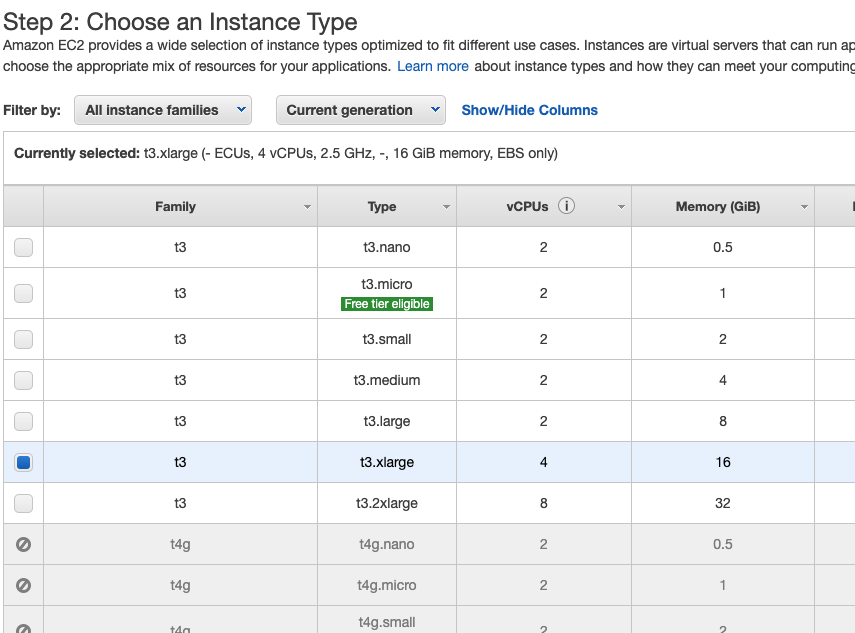 Step 2: Choose an Instance Type
Amazon EC2 provides a wide selection of instance types optimized to fit different use cases. Instances are virtual servers that can run
choose the appropriate mix of resources for your applications. Learn more about instance types and how they can meet your computing
Filter by: All instance families Current generation Show/Hide Columns
Currently selected: t3.xlarge (- ECUs, 4 vCPUs, 2.5 GHz, -, 16 GiB memory, EBS only)
Family Type vCPUs i Memory (GiB)
t3 t3.nano 2 0.5
t3 t3.micro 2 1
Free tier eligible
t3 t3.small 2 2
t3 t3.medium 2 4
t3 t3.large 2 8
t3 t3.xlarge 4 16
t3 t3.2xlarge 8 32
t4g t4g.nano 2 0.5
t4g t4g.micro 2 1
t4g t4g.small 2 2